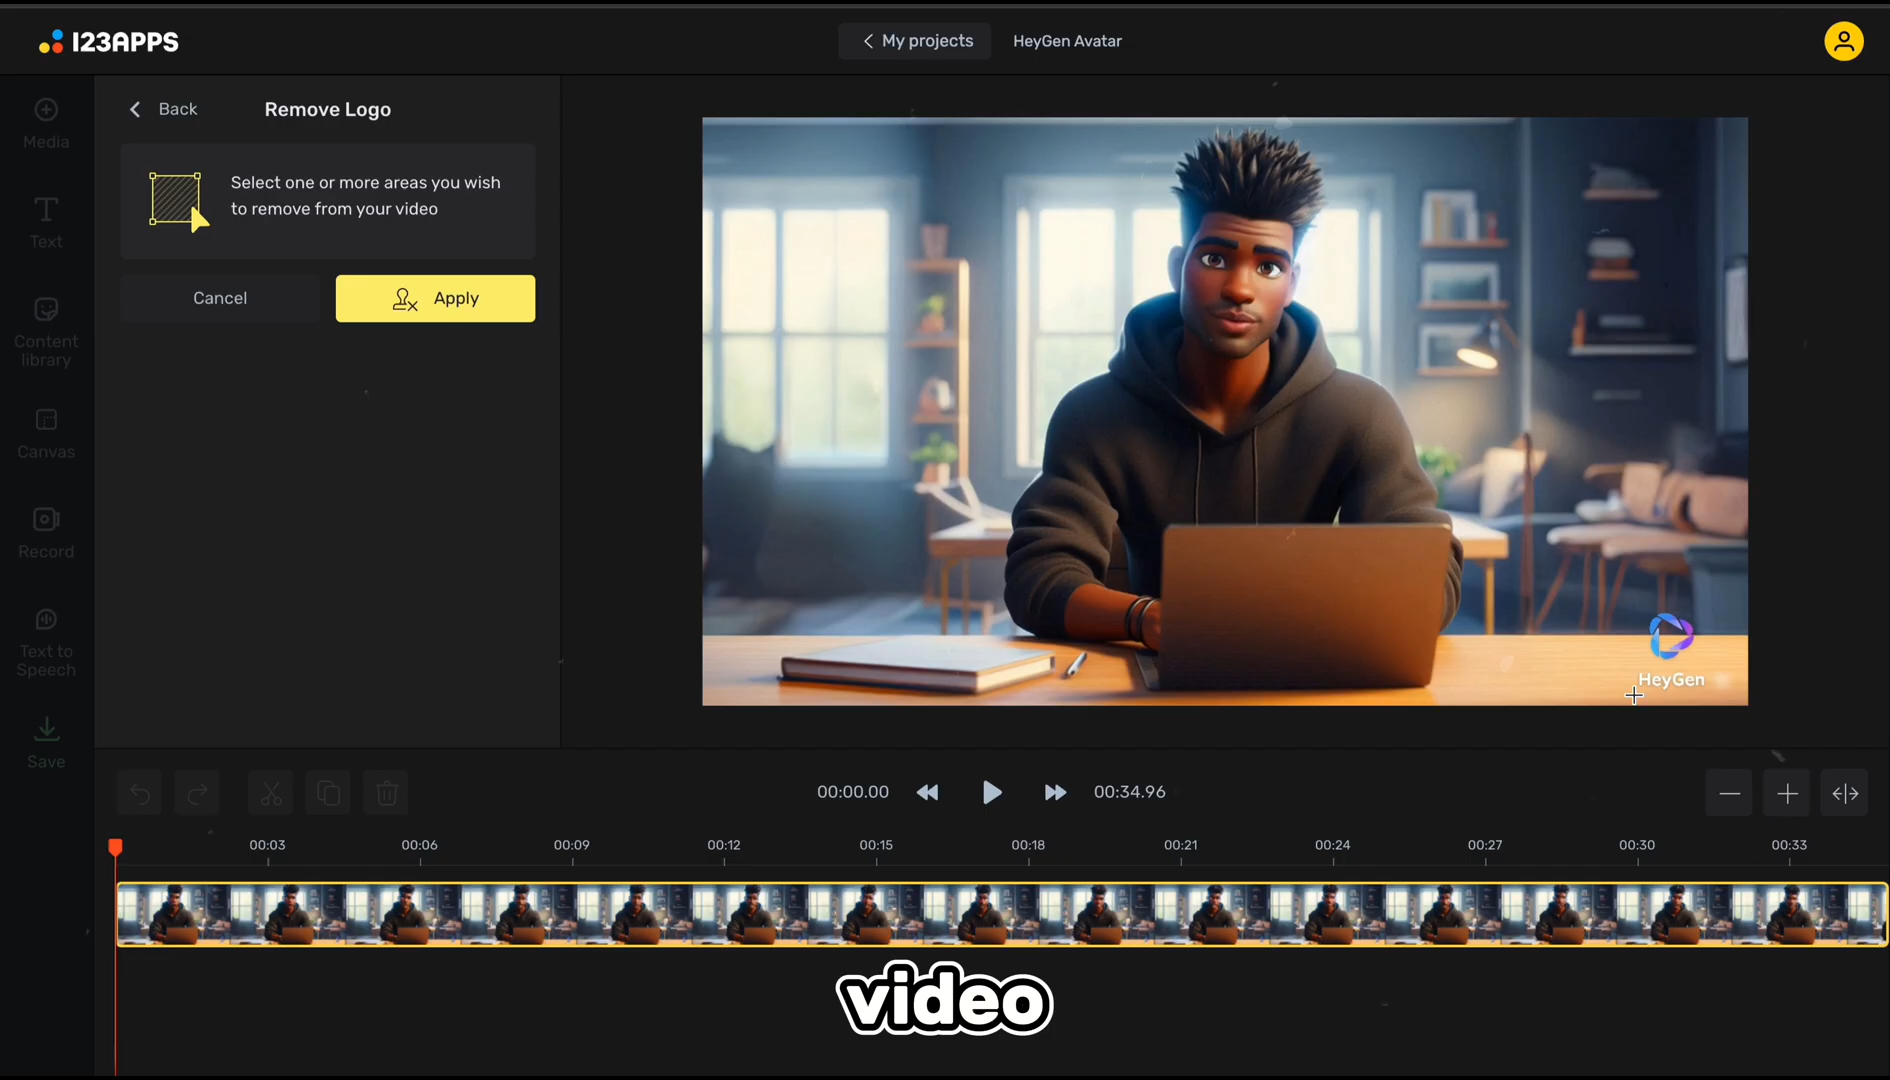 123APPS
My projects
HeyGen Avatar
Back
Remove Logo
Media
Select one or more areas you wish
to remove from your video
Text
Cancel
Apply
Content
library
Canvas
Record
Text to
Speech
HeyGen
Save
00:00.00
00:34.96
00:03
00:06
00:09
00:12
00:15
00:18
00:21
00:24
00:27
00:30
00:33
video